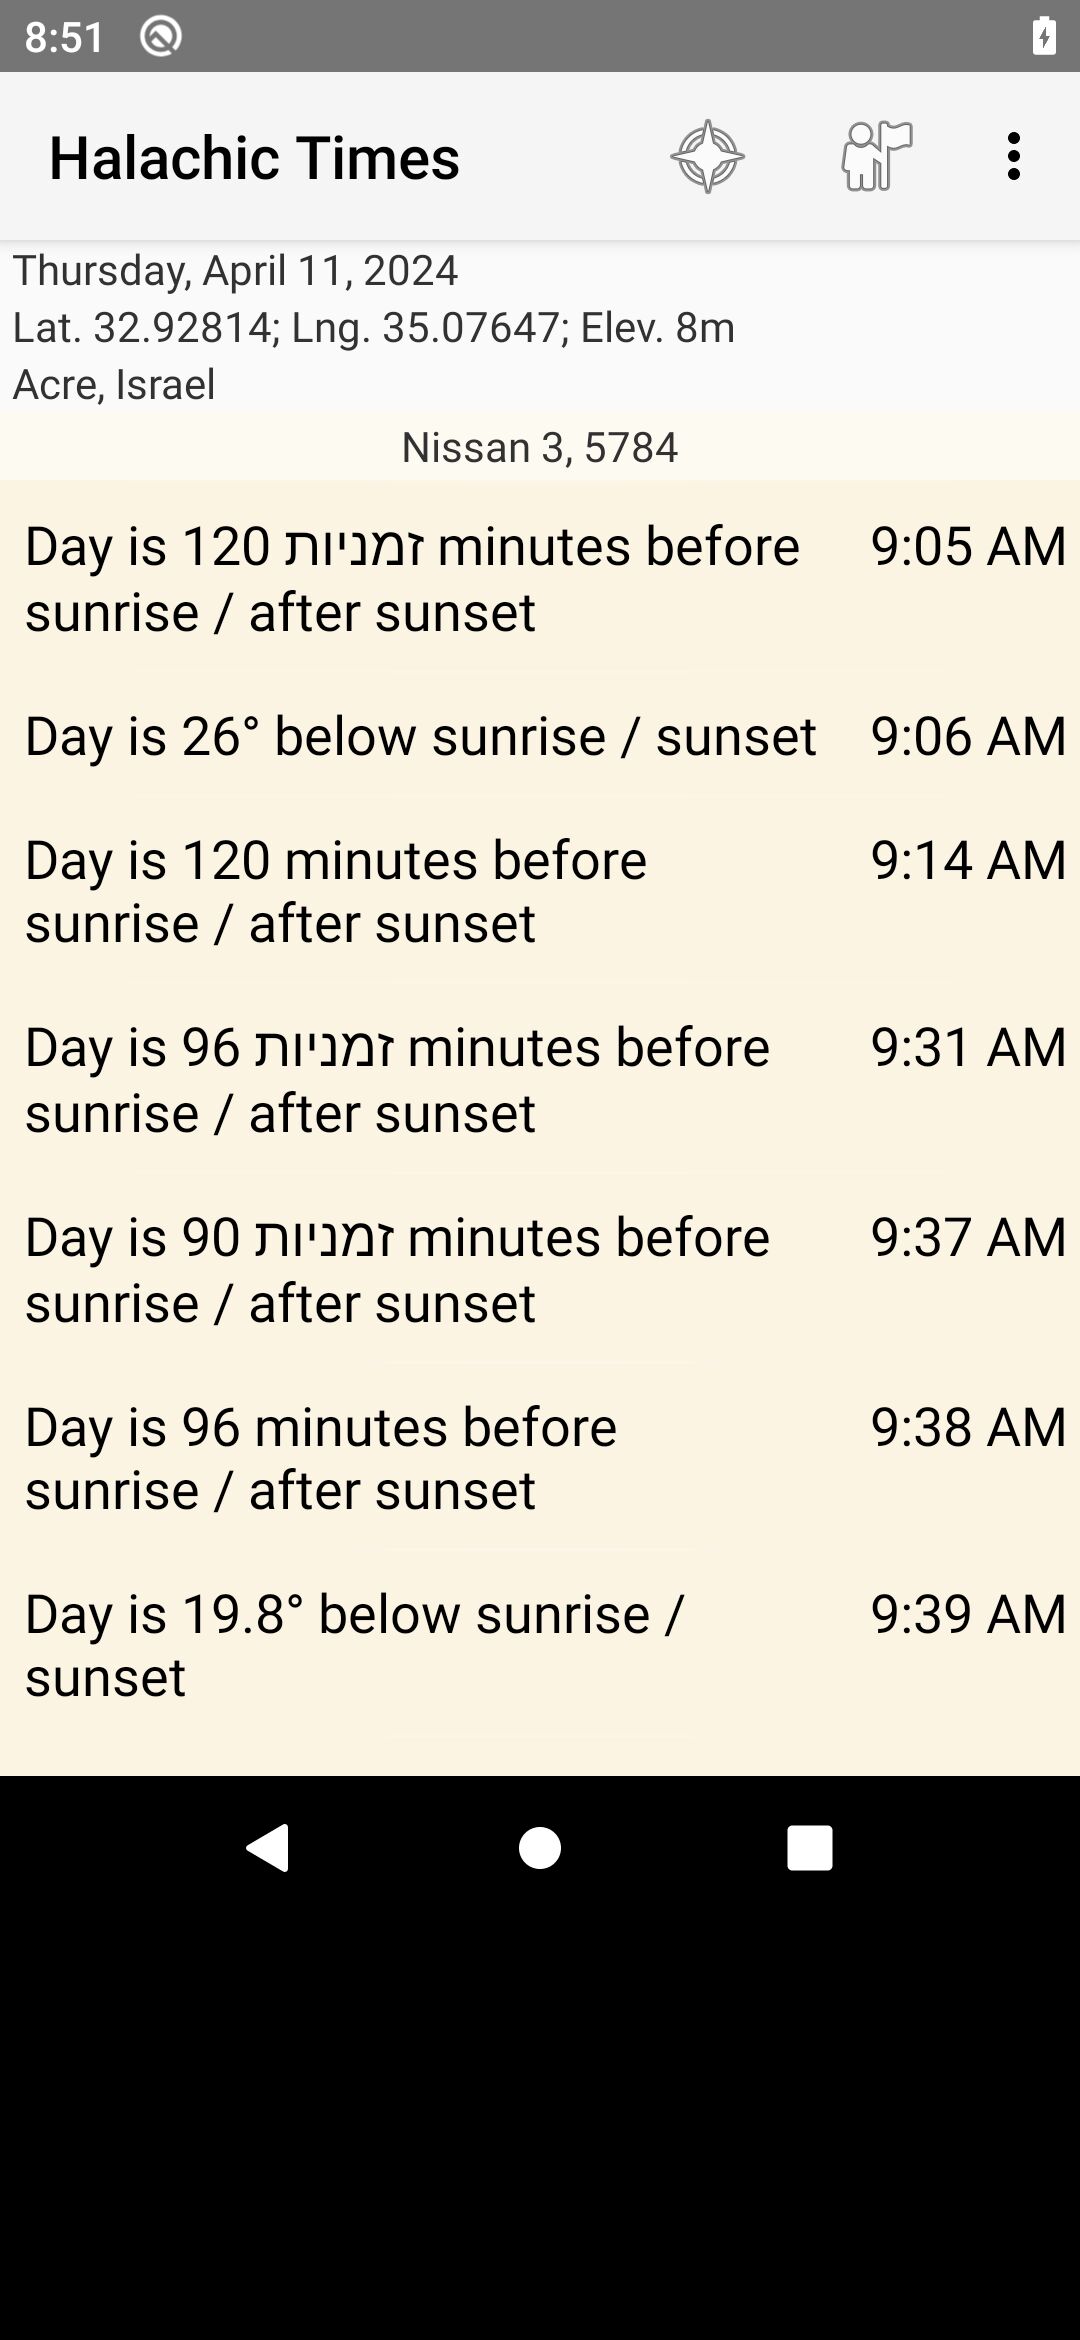 8:51
Halachic Times
Thursday, April 11, 2024
Lat. 32.92814; Lng. 35.07647; Elev. 8m
Acre, Israel
Nissan 3, 5784
Day is 120 זמניות minutes before 9:05 AM
sunrise / after sunset
Day is 26° below sunrise / sunset 9:06 AM
Day is 120 minutes before 9:14 AM
sunrise / after sunset
Day is 96 זמניות minutes before 9:31 AM
sunrise / after sunset
Day is 90 זמניות minutes before 9:37 AM
sunrise / after sunset
Day is 96 minutes before 9:38 AM
sunrise / after sunset
Day is 19.8° below sunrise / 9:39 AM
sunset